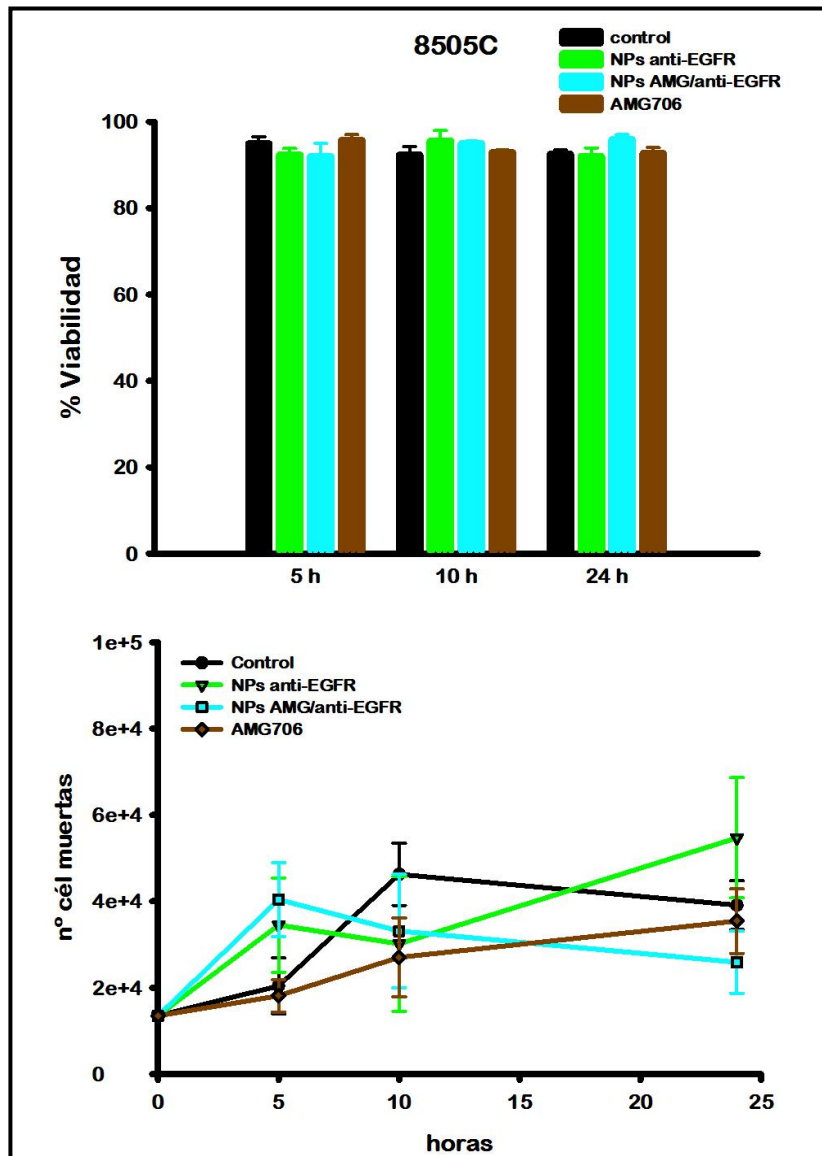 8505C
control
NPs anti-EGFR
NPs AMG/anti-EGFR
AMG706
100
80
60
40
20
0
% Viabilidad
5 h 10 h 24 h
1e+5
8e+4
6e+4
4e+4
2e+4
0
nº cél muertas
Control
NPs anti-EGFR
NPs AMG/anti-EGFR
AMG706
0 5 10 15 20 25
horas